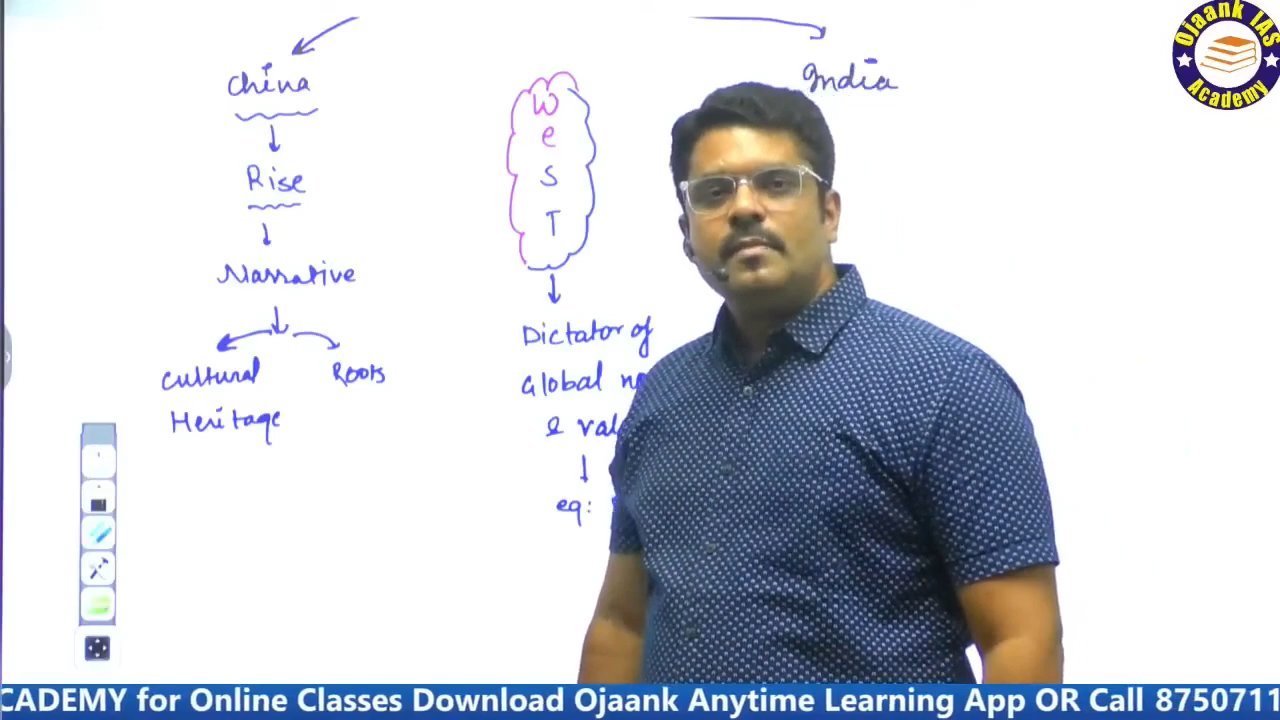 China
India
Rise
Narrative
Cultural
Heritage
Roots
W
e
S
T
Dictator of
Global
&
eg:
Ojaank IAS
Academy
CADEMY for Online Classes Download Ojaank Anytime Learning App OR Call 8750711